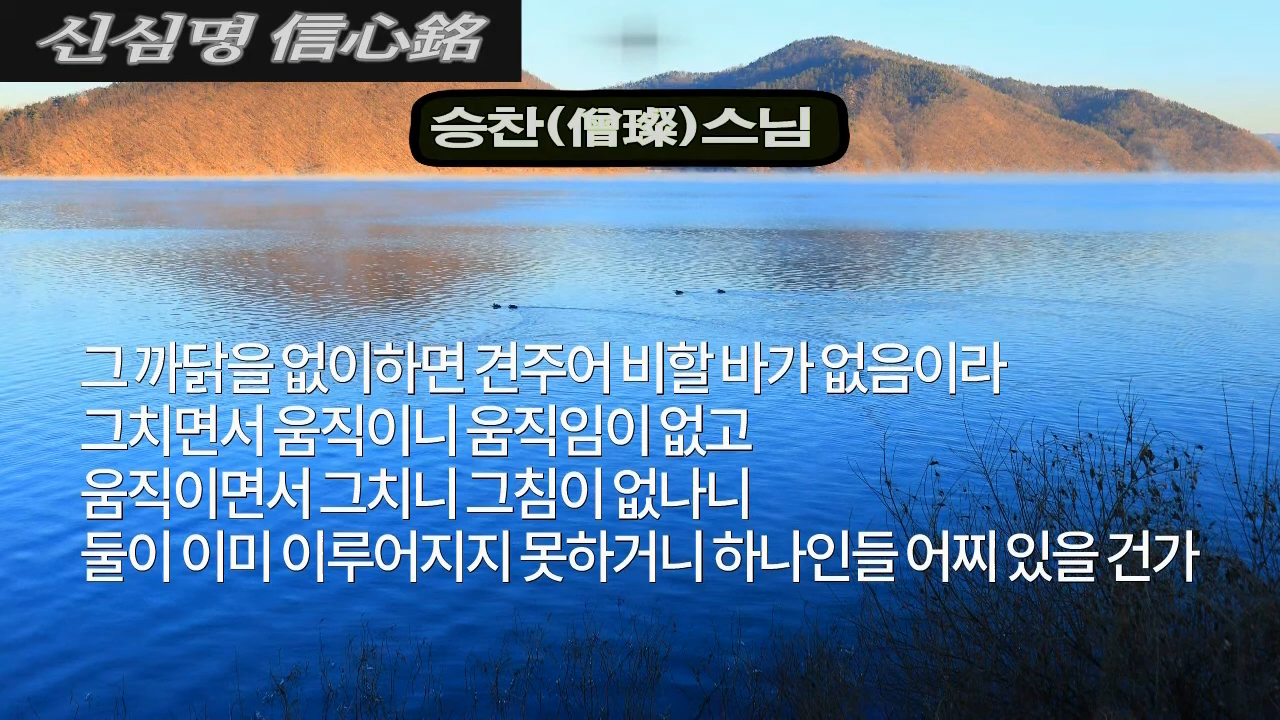 신심명 信心銘
승찬(僧璨)스님
그 까닭을 없이하면 견주어 비할 바가 없음이라
그치면서 움직이니 움직임이 없고
움직이면서 그치니 그침이 없나니
둘이 이미 이루어지지 못하거니 하나인들 어찌 있을 건가